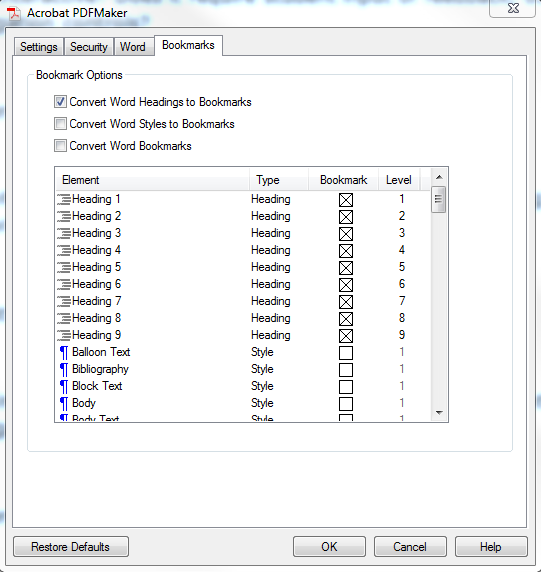 Acrobat PDFMaker
Settings Security Word Bookmarks
Bookmark Options
Convert Word Headings to Bookmarks
Convert Word Styles to Bookmarks
Convert Word Bookmarks
Element Type Bookmark Level
Heading 1 Heading 1
Heading 2 Heading 2
Heading 3 Heading 3
Heading 4 Heading 4
Heading 5 Heading 5
Heading 6 Heading 6
Heading 7 Heading 7
Heading 8 Heading 8
Heading 9 Heading 9
Balloon Text Style 1
Bibliography Style 1
Block Text Style 1
Body Style 1
Body Text Style 1
Restore Defaults OK Cancel Help